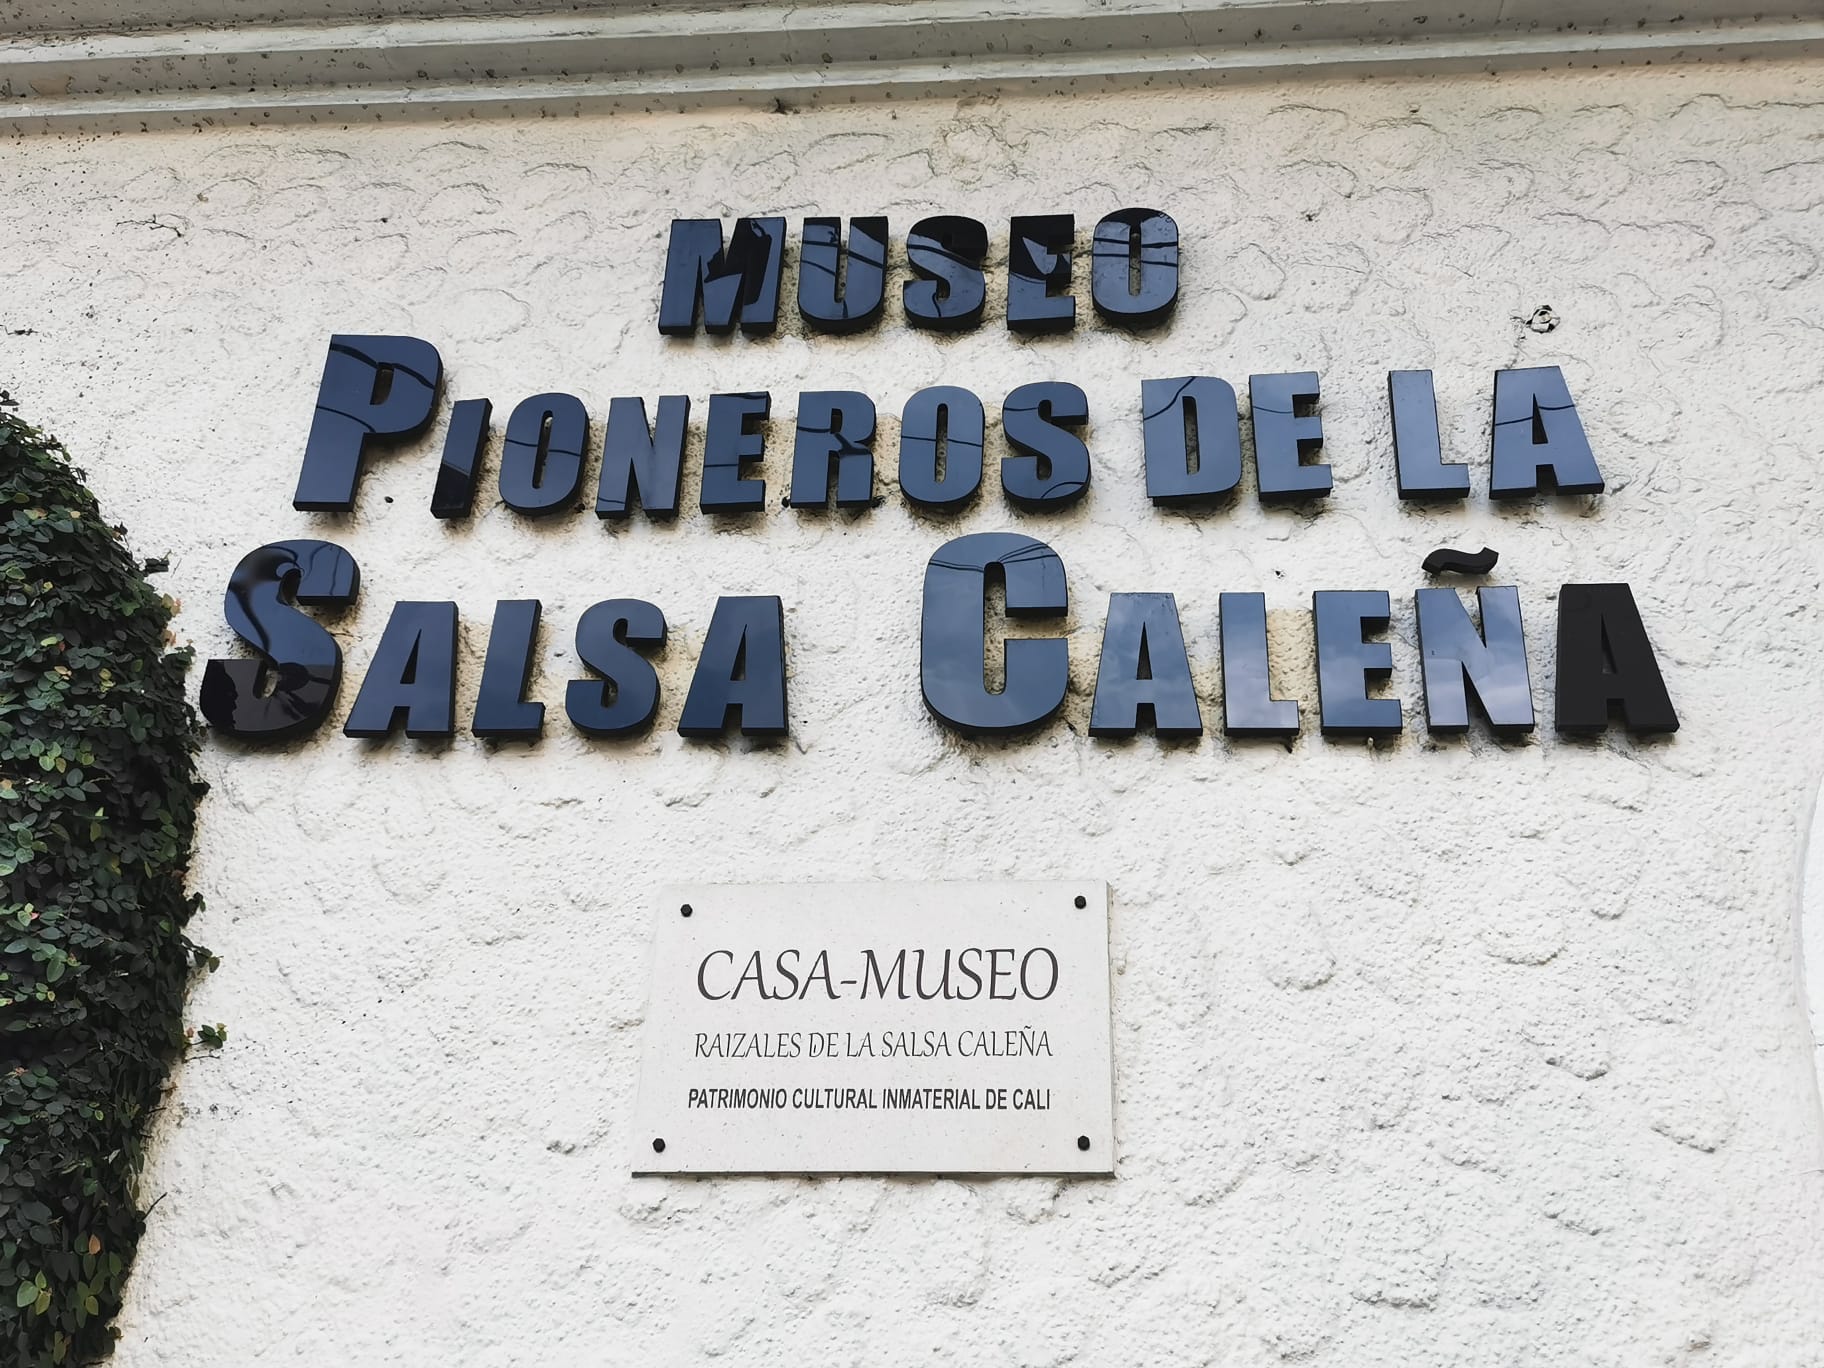 MUSEO
PIONEROS DE LA
SALSA CALEÑA
CASA-MUSEO
RAIZALES DE LA SALSA CALEÑA
PATRIMONIO CULTURAL INMATERIAL DE CALI